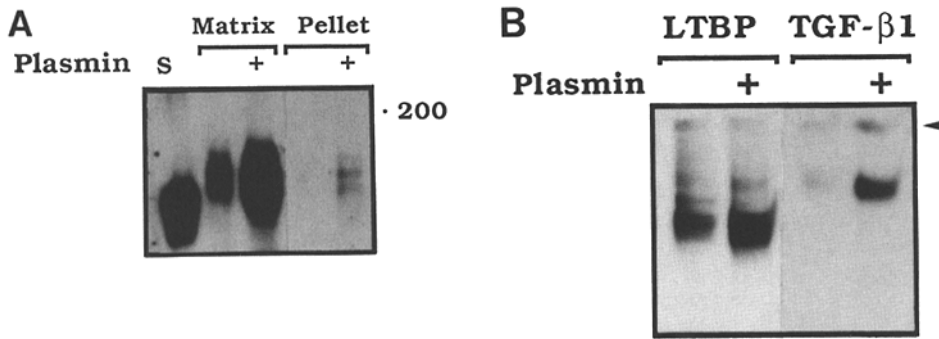 A
Matrix Pellet
Plasmin S + +
· 200
B
LTBP TGF-β1
Plasmin + +